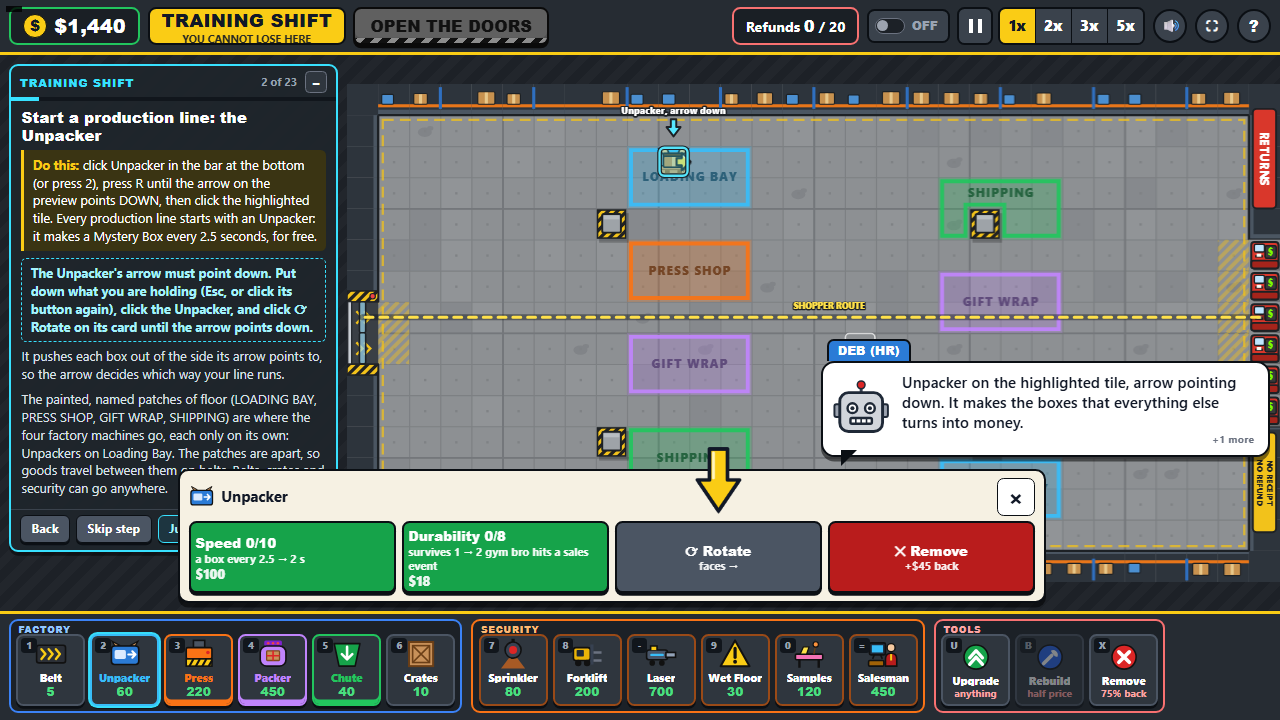 $ $1,440
TRAINING SHIFT
YOU CANNOT LOSE HERE
OPEN THE DOORS
Refunds 0 / 20
OFF
1x
2x
3x
5x
?
TRAINING SHIFT
2 of 23
–
Start a production line: the
Unpacker
Do this: click Unpacker in the bar at the bottom
(or press 2), press R until the arrow on the
preview points DOWN, then click the highlighted
tile. Every production line starts with an Unpacker:
it makes a Mystery Box every 2.5 seconds, for free.
The Unpacker's arrow must point down. Put
down what you are holding (Esc, or click its
button again), click the Unpacker, and click ⟳
Rotate on its card until the arrow points down.
It pushes each box out of the side its arrow points to,
so the arrow decides which way your line runs.
The painted, named patches of floor (LOADING BAY,
PRESS SHOP, GIFT WRAP, SHIPPING) are where the
four factory machines go, each only on its own:
Unpackers on Loading Bay. The patches are apart, so
goods travel between them on belts. Belts, crates and
security can go anywhere.
Back
Skip step
Unpacker, arrow down
LOADING BAY
SHIPPING
PRESS SHOP
SHOPPER ROUTE
GIFT WRAP
GIFT WRAP
SHIPPING
RETURNS
NO RECEIPT
NO REFUND
DEB (HR)
Unpacker on the highlighted tile, arrow pointing
down. It makes the boxes that everything else
turns into money.
+1 more
Unpacker
×
Speed 0/10
a box every 2.5 → 2 s
$100
Durability 0/8
survives 1 → 2 gym bro hits a sales
event
$18
⟳ Rotate
faces →
✕ Remove
+$45 back
FACTORY
1
Belt
5
2
Unpacker
60
3
Press
220
4
Packer
450
5
Chute
40
6
Crates
10
SECURITY
7
Sprinkler
80
8
Forklift
200
-
Laser
700
9
Wet Floor
30
0
Samples
120
=
Salesman
450
TOOLS
U
Upgrade
anything
B
Rebuild
half price
X
Remove
75% back